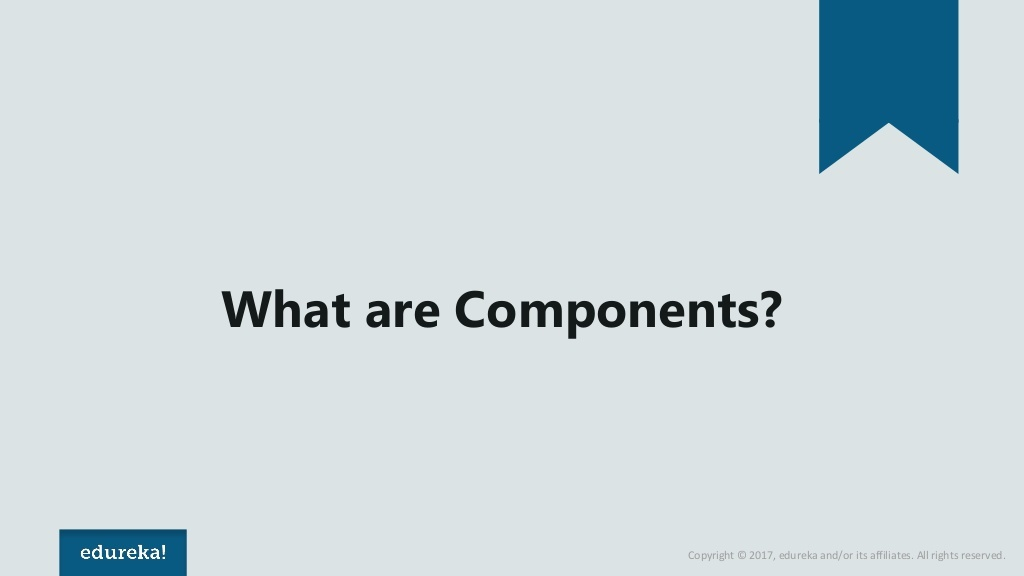 What are Components?
edureka!
Copyright © 2017, edureka and/or its affiliates. All rights reserved.